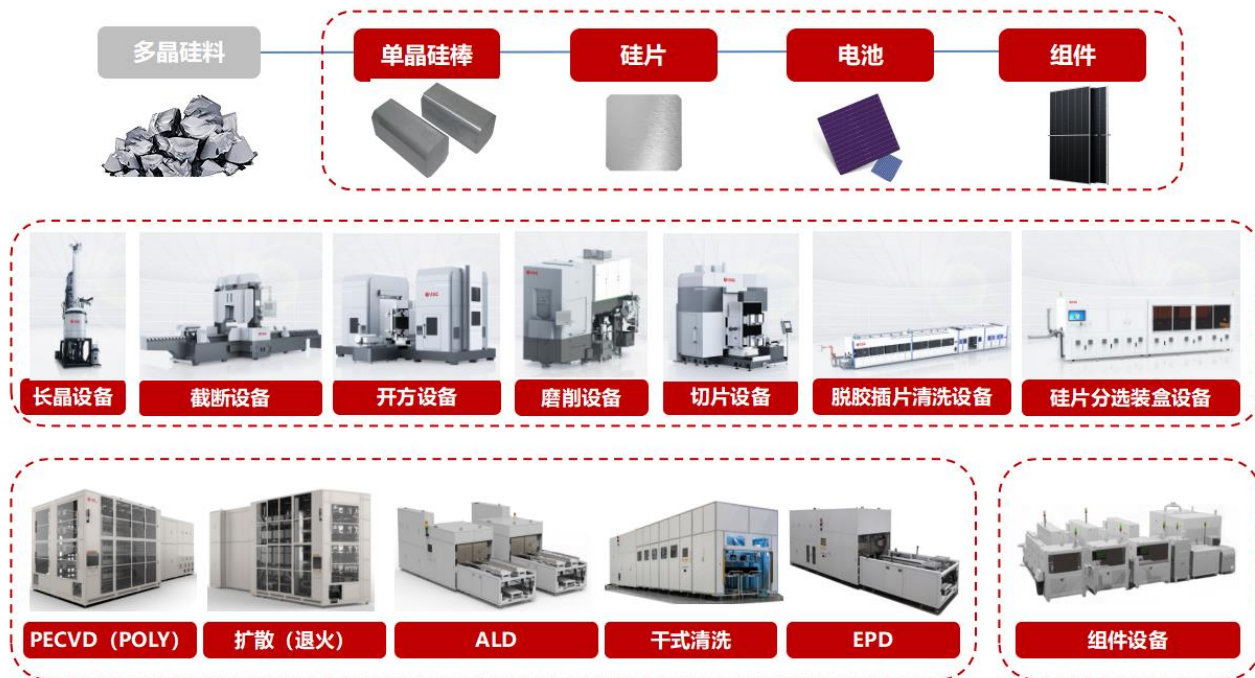 多晶硅料
单晶硅棒
硅片
电池
组件
长晶设备
截断设备
开方设备
磨削设备
切片设备
脱胶插片清洗设备
硅片分选装盒设备
PECVD（POLY）
扩散（退火）
ALD
干式清洗
EPD
组件设备